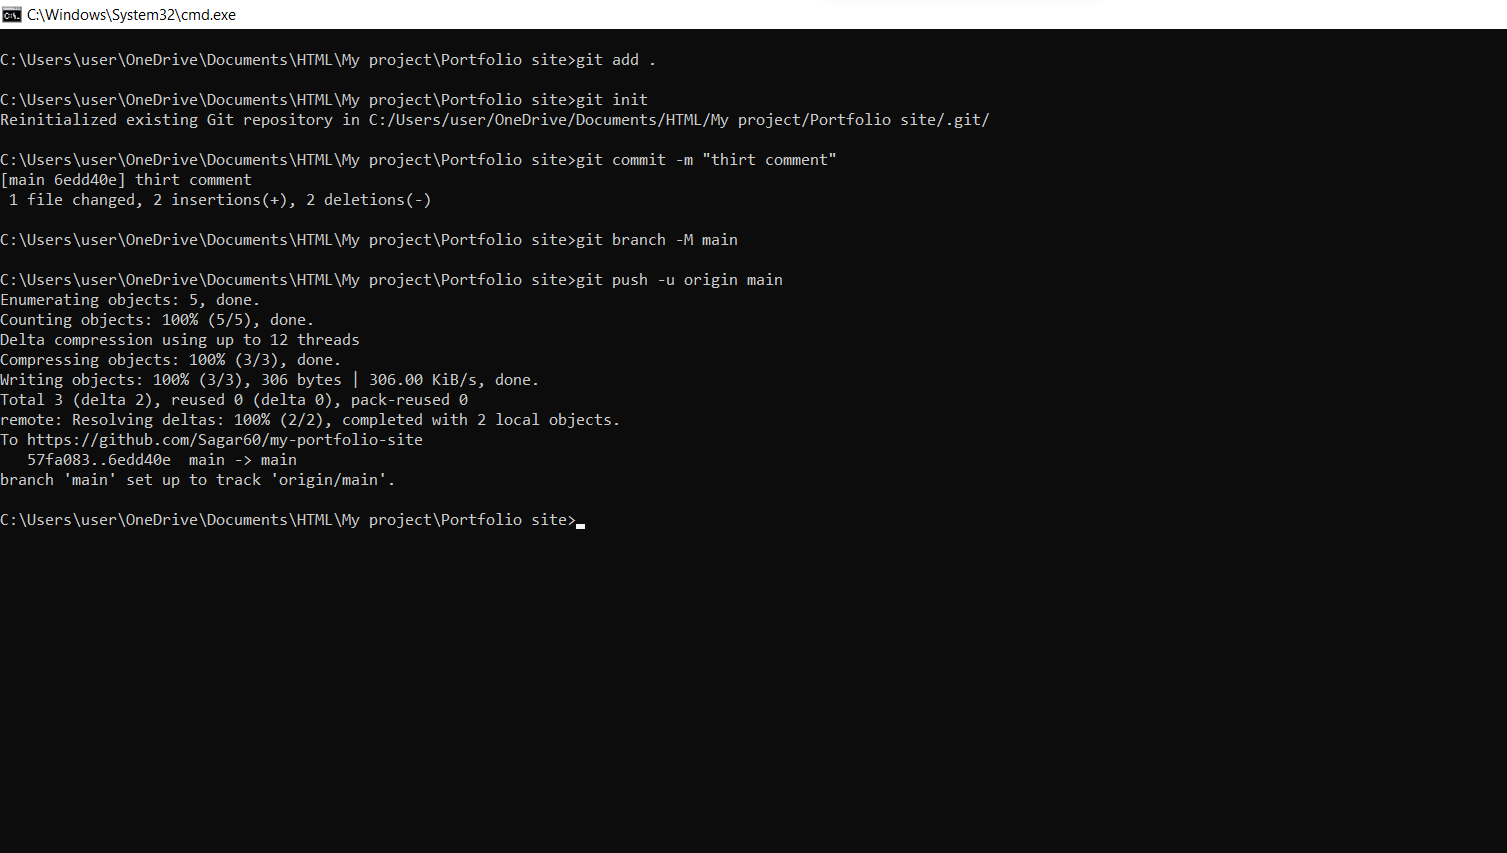 C:\Windows\System32\cmd.exe
C:\Users\user\OneDrive\Documents\HTML\My project\Portfolio site>git add .
C:\Users\user\OneDrive\Documents\HTML\My project\Portfolio site>git init
Reinitialized existing Git repository in C:/Users/user/OneDrive/Documents/HTML/My project/Portfolio site/.git/
C:\Users\user\OneDrive\Documents\HTML\My project\Portfolio site>git commit -m "thirt comment"
[main 6edd40e] thirt comment
 1 file changed, 2 insertions(+), 2 deletions(-)
C:\Users\user\OneDrive\Documents\HTML\My project\Portfolio site>git branch -M main
C:\Users\user\OneDrive\Documents\HTML\My project\Portfolio site>git push -u origin main
Enumerating objects: 5, done.
Counting objects: 100% (5/5), done.
Delta compression using up to 12 threads
Compressing objects: 100% (3/3), done.
Writing objects: 100% (3/3), 306 bytes | 306.00 KiB/s, done.
Total 3 (delta 2), reused 0 (delta 0), pack-reused 0
remote: Resolving deltas: 100% (2/2), completed with 2 local objects.
To https://github.com/Sagar60/my-portfolio-site
   57fa083..6edd40e  main -> main
branch 'main' set up to track 'origin/main'.
C:\Users\user\OneDrive\Documents\HTML\My project\Portfolio site>